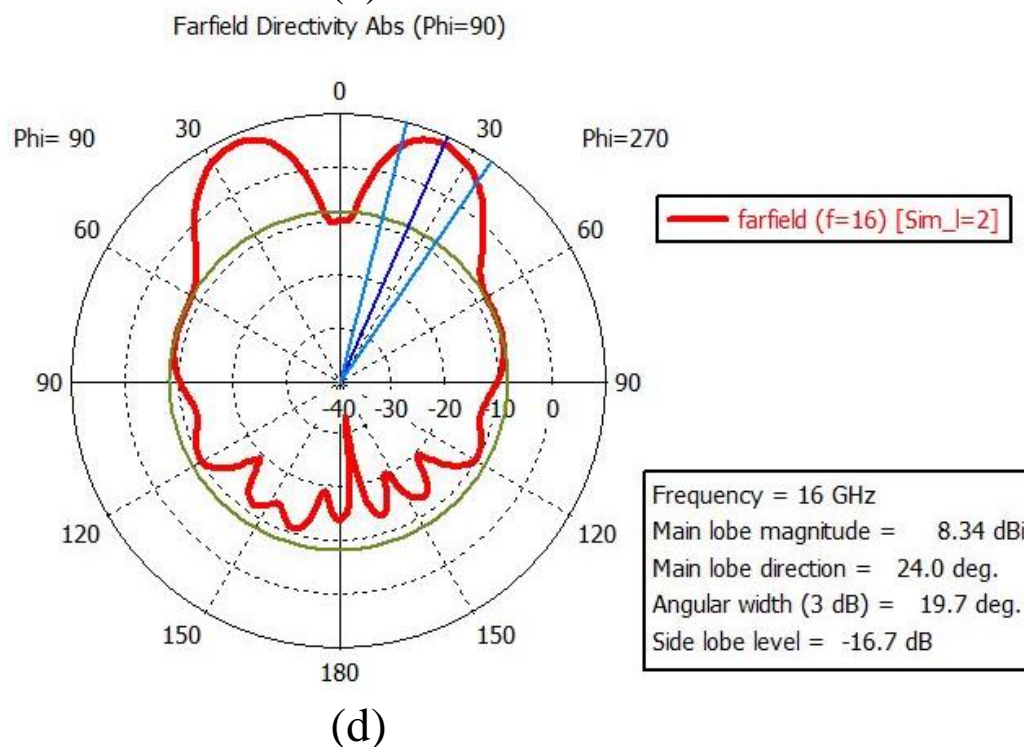 Farfield Directivity Abs (Phi=90)
0
Phi= 90
30
30
Phi=270
farfield (f=16) [Sim_l=2]
60
60
90
-40 -30 -20 -10 0
90
Frequency = 16 GHz
Main lobe magnitude = 8.34 dBi
Main lobe direction = 24.0 deg.
Angular width (3 dB) = 19.7 deg.
Side lobe level = -16.7 dB
120
120
150
150
180
(d)